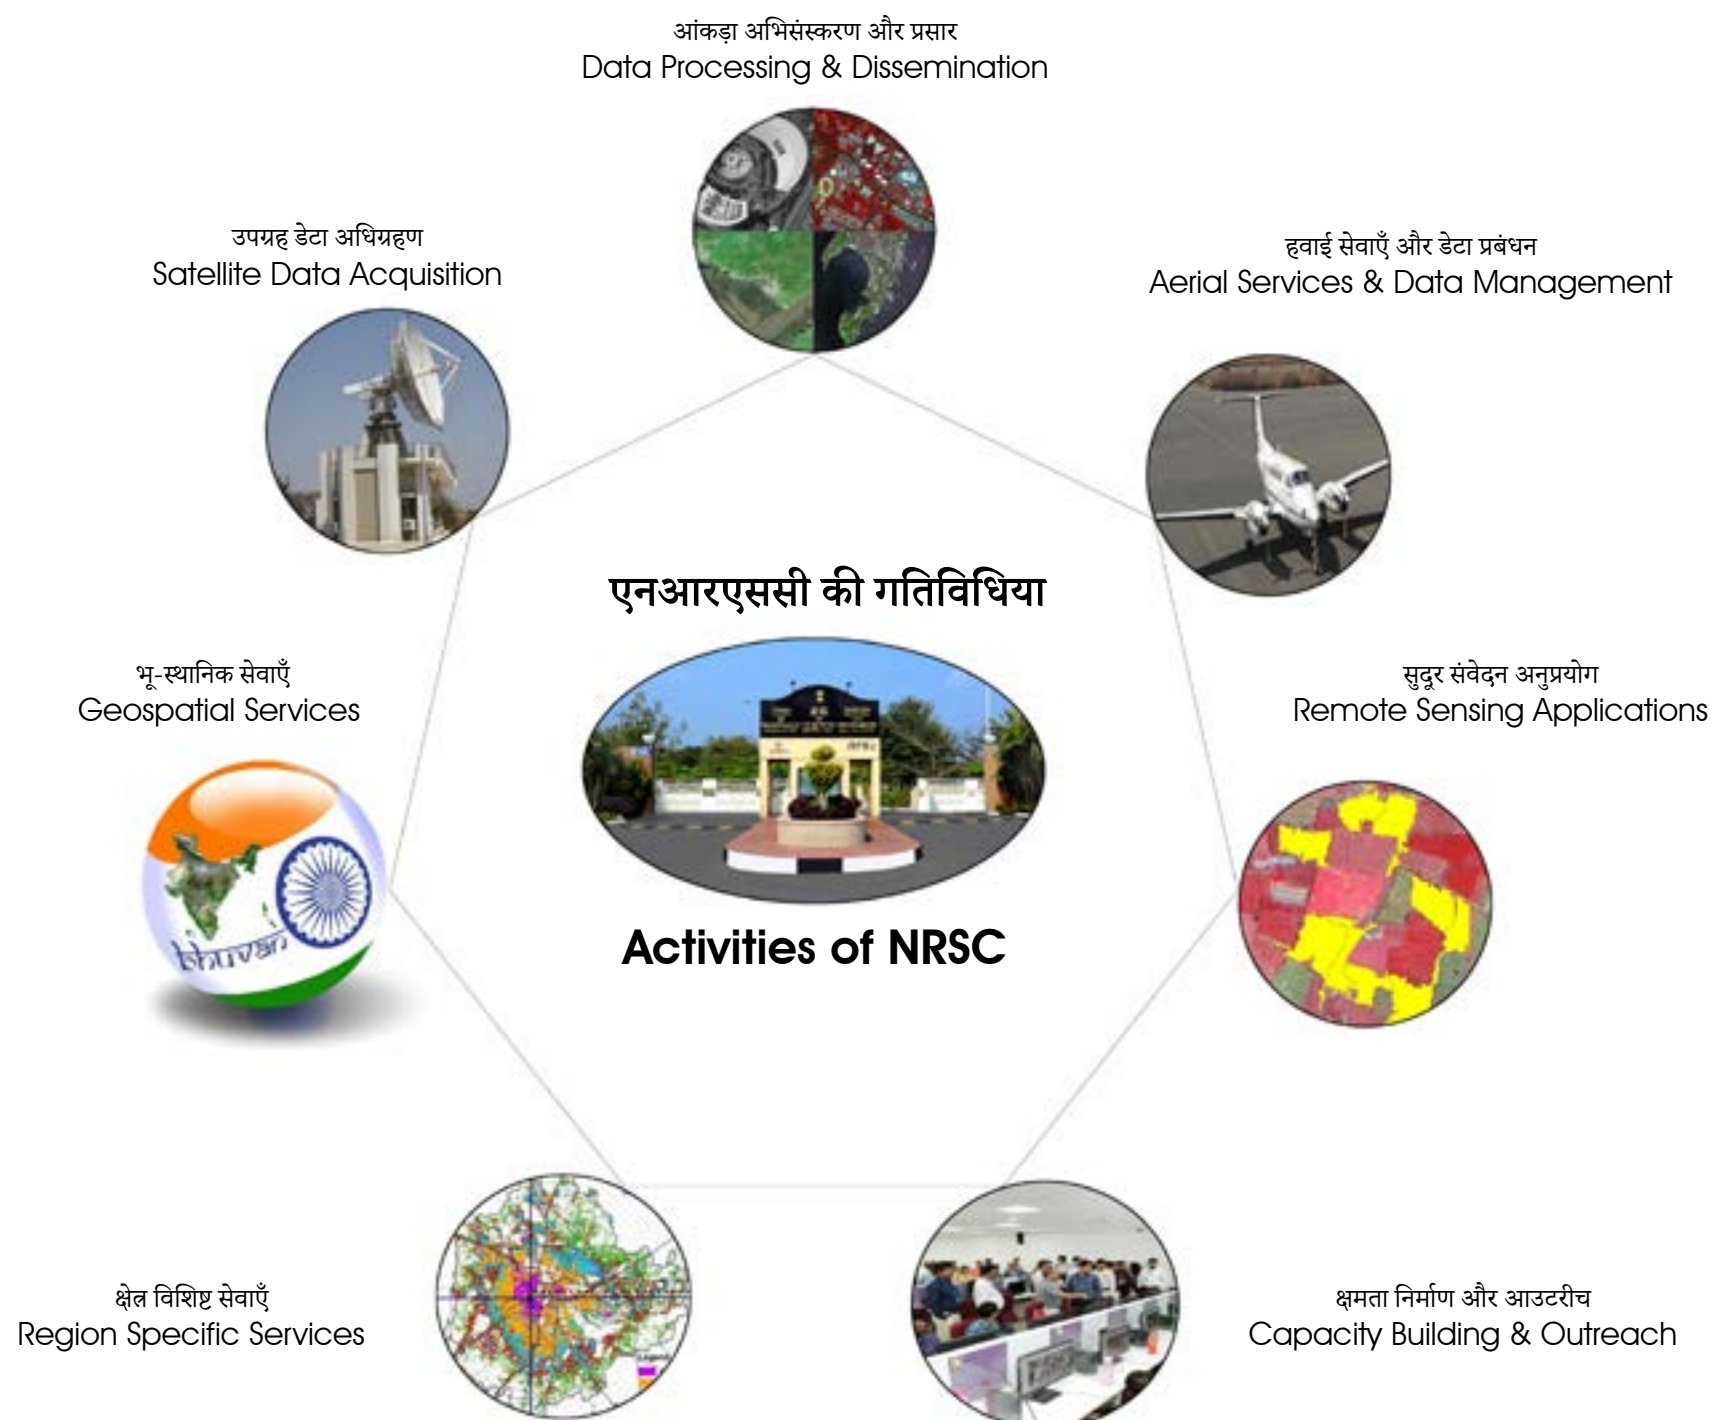 आंकड़ा अभिसंस्करण और प्रसार
Data Processing & Dissemination
उपग्रह डेटा अधिग्रहण
Satellite Data Acquisition
हवाई सेवाएँ और डेटा प्रबंधन
Aerial Services & Data Management
एनआरएससी की गतिविधिया
भू-स्थानिक सेवाएँ
Geospatial Services
सुदूर संवेदन अनुप्रयोग
Remote Sensing Applications
bhuvan
Activities of NRSC
क्षेत्र विशिष्ट सेवाएँ
Region Specific Services
क्षमता निर्माण और आउटरीच
Capacity Building & Outreach